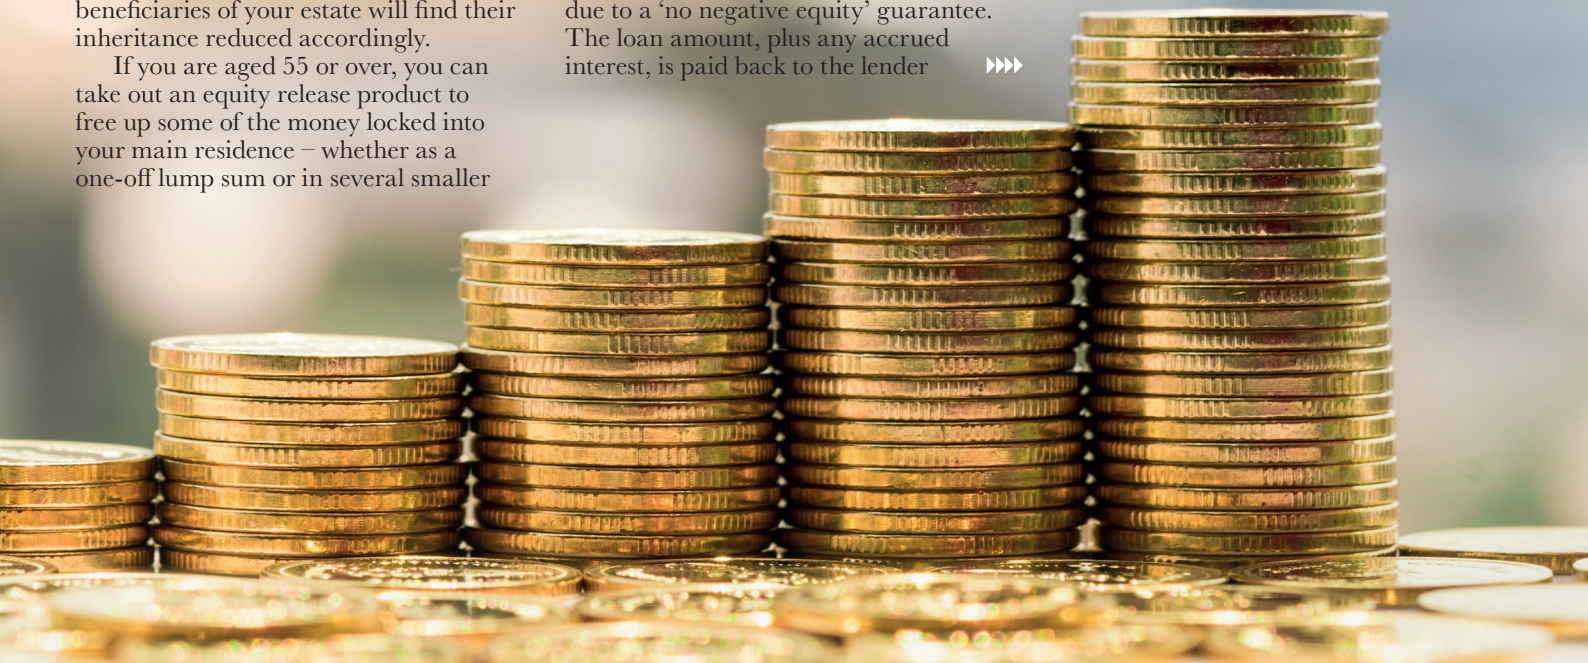 beneficiaries of your estate will find their
inheritance reduced accordingly.
If you are aged 55 or over, you can
take out an equity release product to
free up some of the money locked into
your main residence – whether as a
one-off lump sum or in several smaller
due to a ‘no negative equity’ guarantee.
The loan amount, plus any accrued
interest, is paid back to the lender